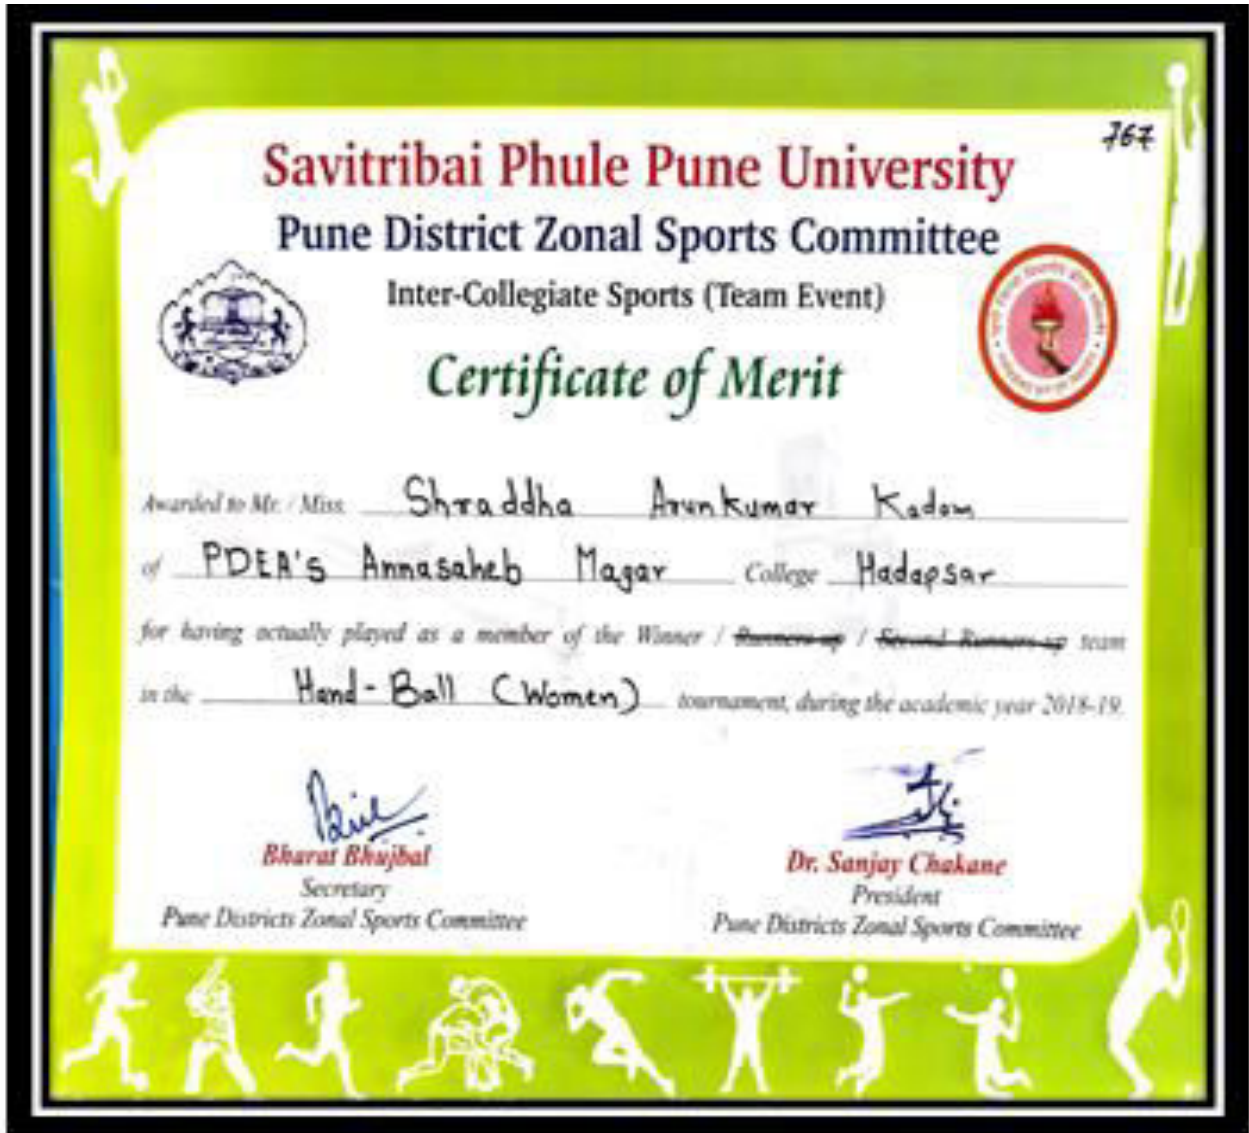 767
Savitribai Phule Pune University
Pune District Zonal Sports Committee
Inter-Collegiate Sports (Team Event)
Certificate of Merit
Awarded to Mr. / Miss. Shraddha Arunkumar Kadam
of PDEA's Annasaheb Magar College Hadapsar
for having actually played as a member of the Winner / Runners-up / Second Runners-up team
in the Hand-Ball (Women) tournament, during the academic year 2018-19.
Bharat Bhujbal
Secretary
Pune Districts Zonal Sports Committee
Dr. Sanjay Chakane
President
Pune Districts Zonal Sports Committee